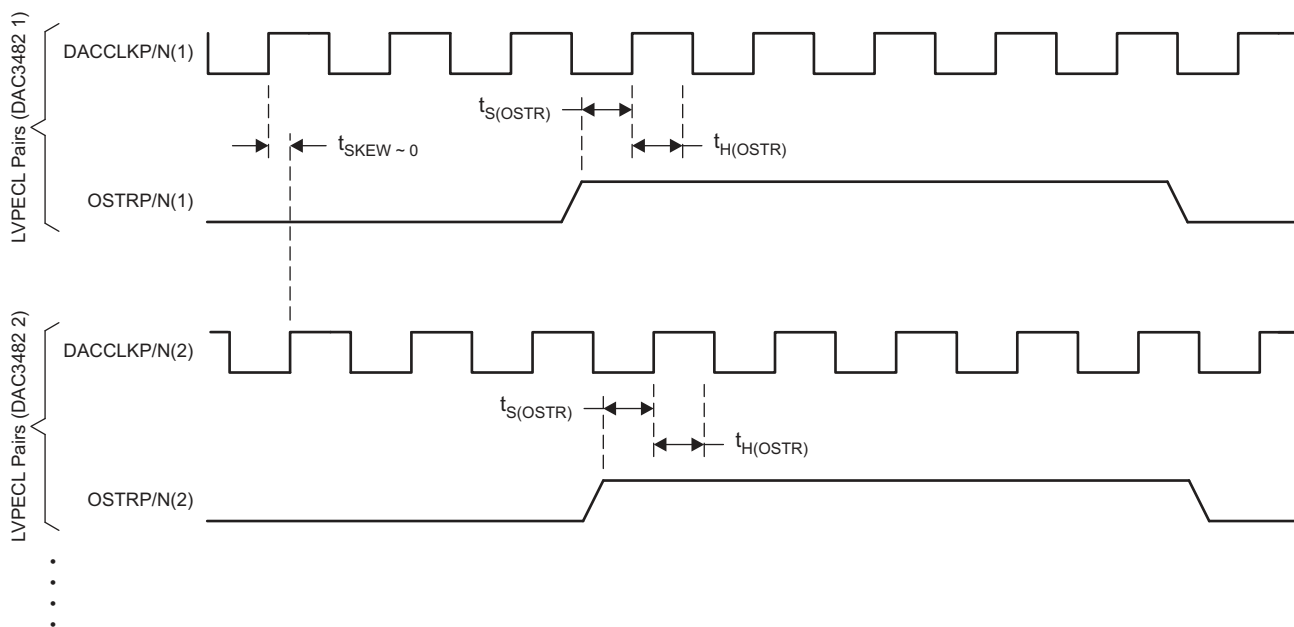 LVPECL Pairs (DAC3482 1)
DACCLKP/N(1)
tS(OSTR)
tH(OSTR)
tSKEW ~ 0
OSTRP/N(1)
LVPECL Pairs (DAC3482 2)
DACCLKP/N(2)
tS(OSTR)
tH(OSTR)
OSTRP/N(2)